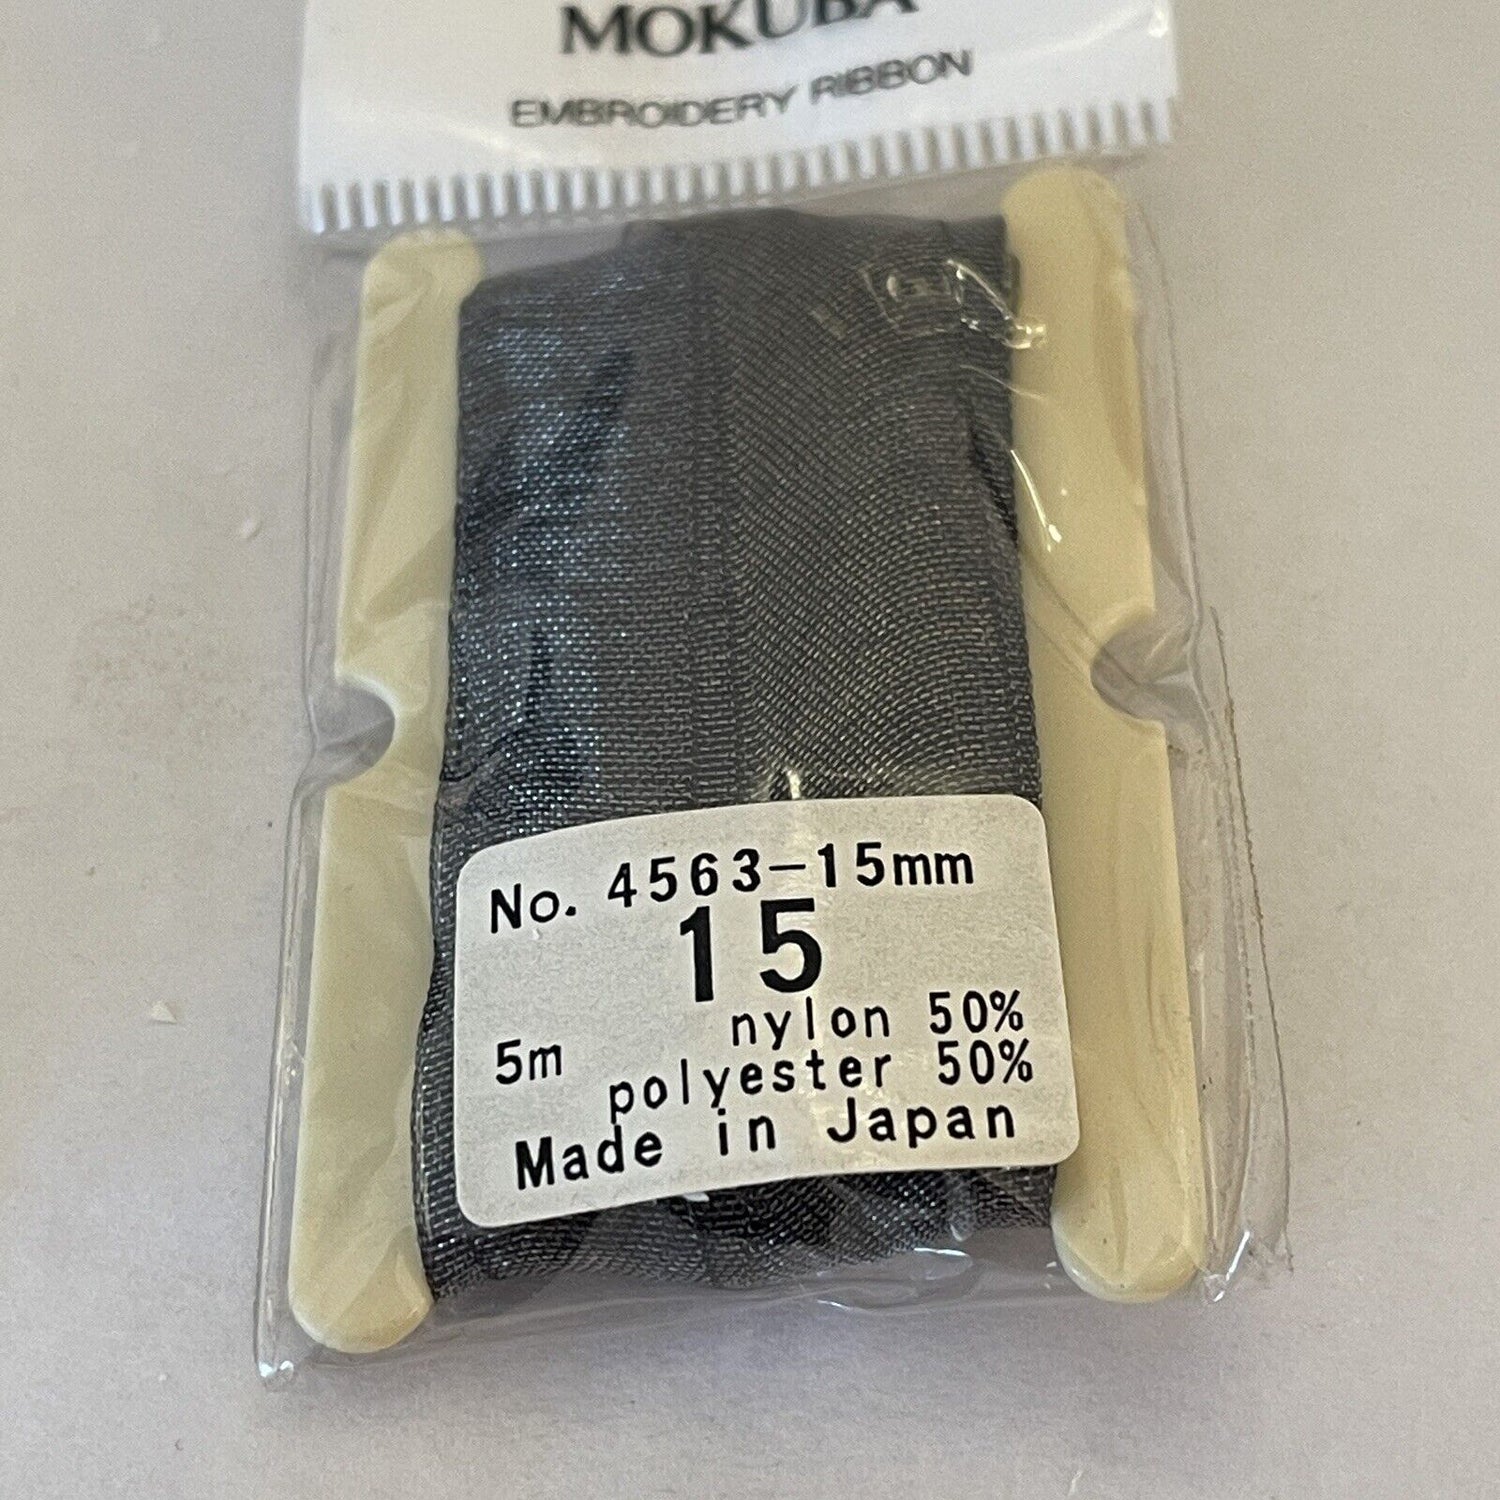 MOKUBA
EMBROIDERY RIBBON
No. 4563-15mm
15
nylon 50%
5m
polyester 50%
Made in Japan